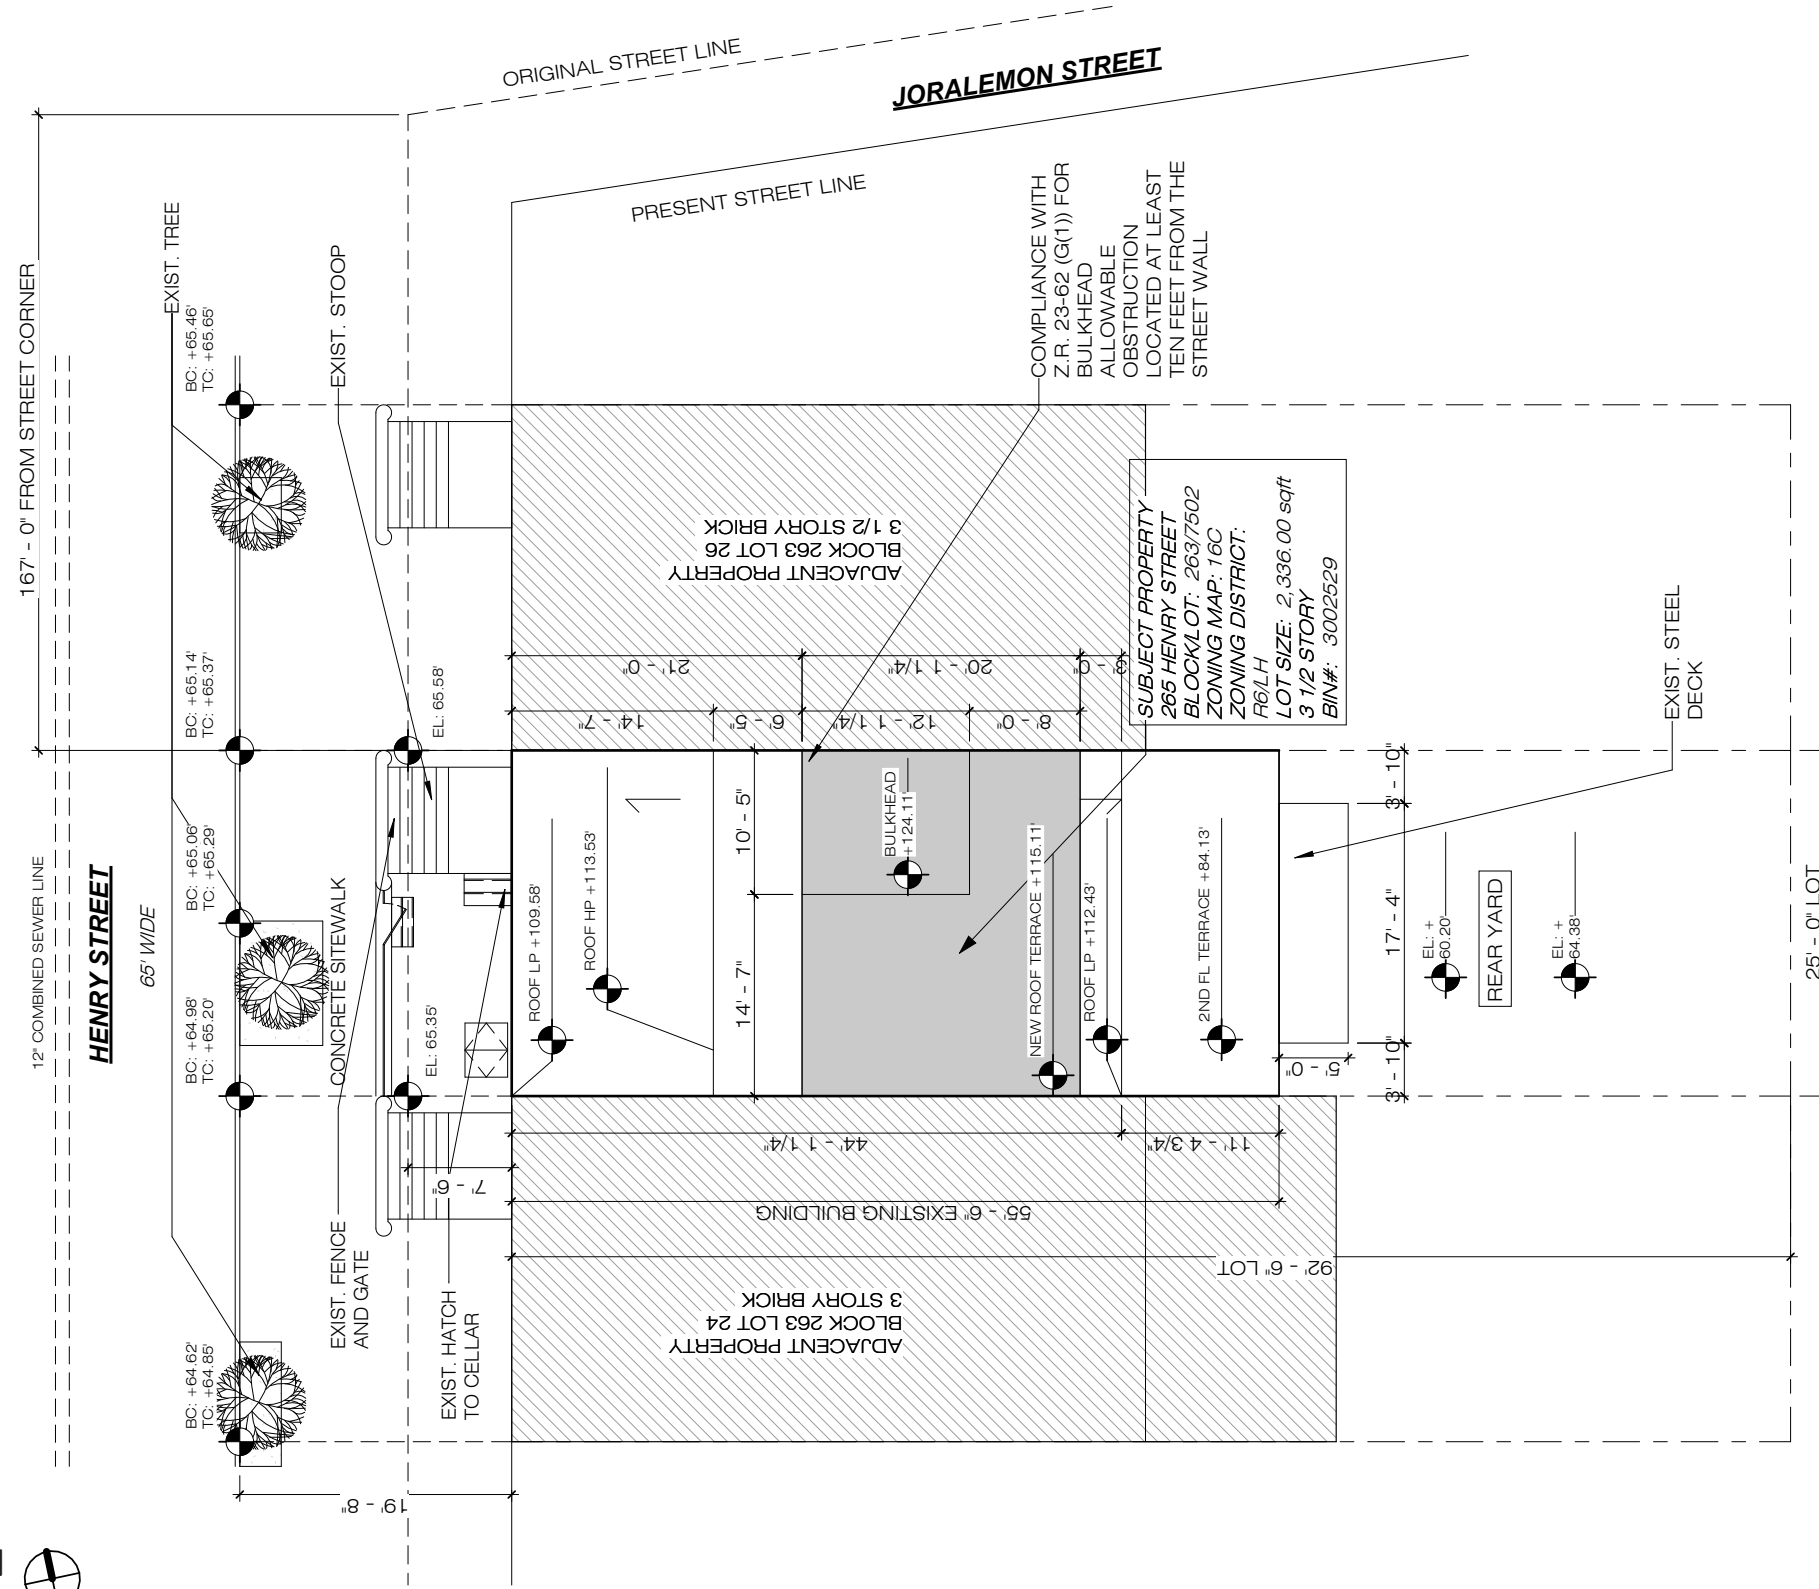 ORIGINAL STREET LINE
JORALEMON STREET
PRESENT STREET LINE
167' - 0" FROM STREET CORNER
EXIST. TREE
BC: +65.46'
TC: +65.65'
EXIST. STOOP
COMPLIANCE WITH
Z.R. 23-62 (G(1)) FOR
BULKHEAD
ALLOWABLE
OBSTRUCTION
LOCATED AT LEAST
TEN FEET FROM THE
STREET WALL
ADJACENT PROPERTY
BLOCK 263 LOT 26
3 1/2 STORY BRICK
SUBJECT PROPERTY
265 HENRY STREET
BLOCK/LOT: 263/7502
ZONING MAP: 16C
ZONING DISTRICT:
R6/LH
LOT SIZE: 2,336.00 sqft
3 1/2 STORY
BIN#: 3002529
EXIST. STEEL
DECK
BC: +65.14'
TC: +65.37'
EL: 65.58'
21' - 0"
20' - 1 1/4"
3' - 0"
14' - 7"
6' - 5"
12' - 1 1/4"
8' - 0"
12" COMBINED SEWER LINE
HENRY STREET
65' WIDE
BC: +65.06'
TC: +65.29'
BC: +64.98'
TC: +65.20'
CONCRETE SITEWALK
EL: 65.35'
ROOF LP +109.58'
ROOF HP +113.53'
10' - 5"
14' - 7"
BULKHEAD
+124.11'
NEW ROOF TERRACE +115.11'
ROOF LP +112.43'
2ND FL TERRACE +84.13'
3' - 10"
17' - 4"
3' - 10"
5' - 0"
EL: +
60.20'
REAR YARD
EL: +
64.38'
25' - 0" LOT
44' - 1 1/4"
11' - 4 3/4"
7' - 6"
55' - 6" EXISTING BUILDING
92' - 6" LOT
EXIST. FENCE
AND GATE
EXIST. HATCH
TO CELLAR
ADJACENT PROPERTY
BLOCK 263 LOT 24
3 STORY BRICK
BC: +64.62'
TC: +64.85'
19' - 8"